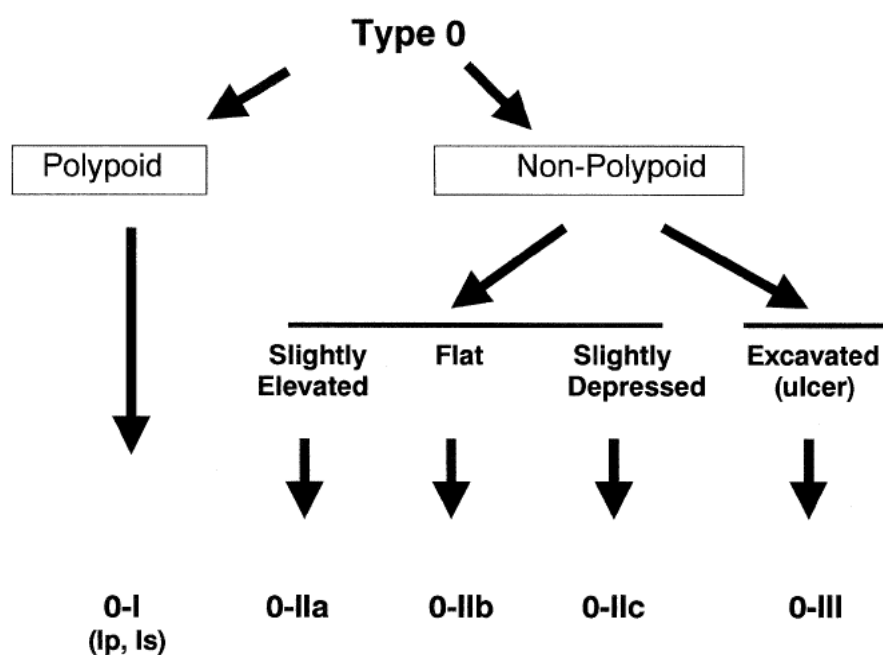 Type 0
Polypoid
Non-Polypoid
Slightly Elevated
Flat
Slightly Depressed
Excavated (ulcer)
0-I
(Ip, Is)
0-IIa
0-IIb
0-IIc
0-III